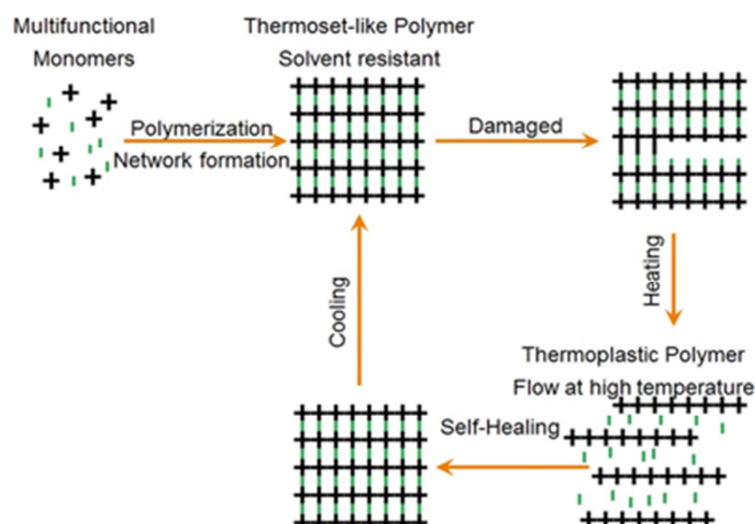 Multifunctional
Monomers
Thermoset-like Polymer
Solvent resistant
Polymerization
Network formation
Damaged
Heating
Thermoplastic Polymer
Flow at high temperature
Self-Healing
Cooling